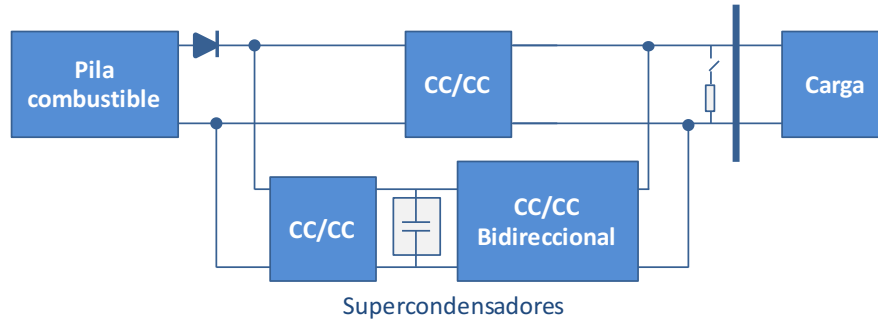 Pila
combustible
CC/CC
Carga
CC/CC
CC/CC
Bidireccional
Supercondensadores